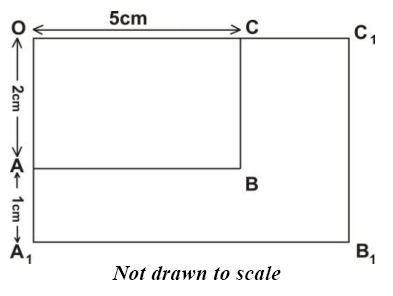 5cm
O C C1
2cm
A
B
1cm
A1 B1
Not drawn to scale